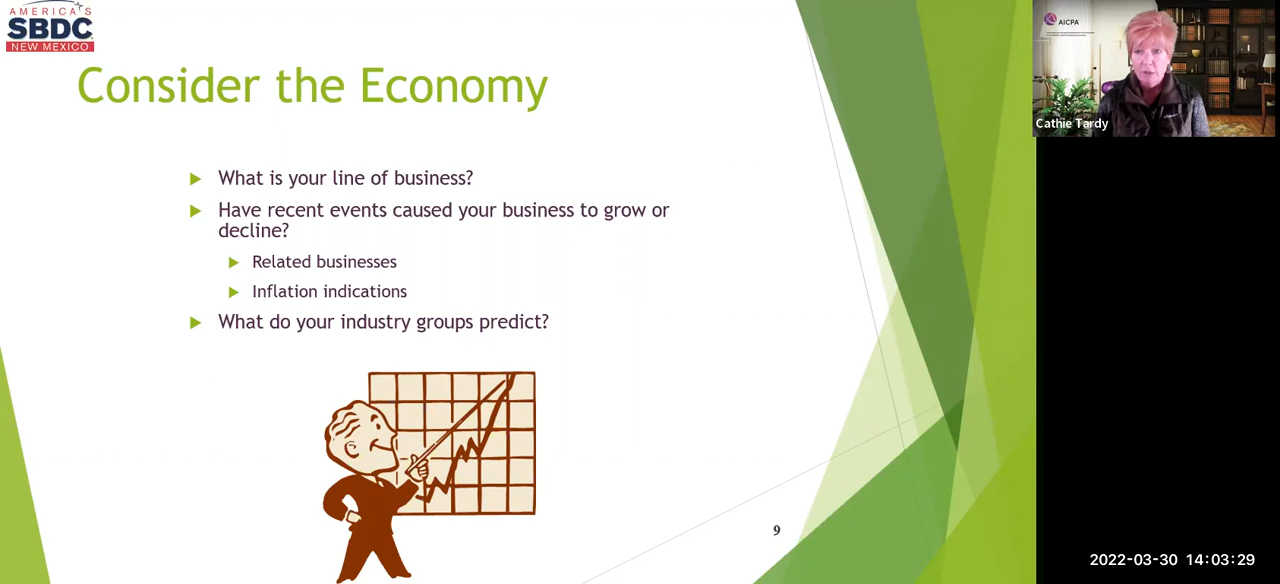 AMERICA'S
SBDC
NEW MEXICO
Consider the Economy
What is your line of business?
Have recent events caused your business to grow or
decline?
Related businesses
Inflation indications
What do your industry groups predict?
9
AICPA
Cathie Tardy
2022-03-30 14:03:29